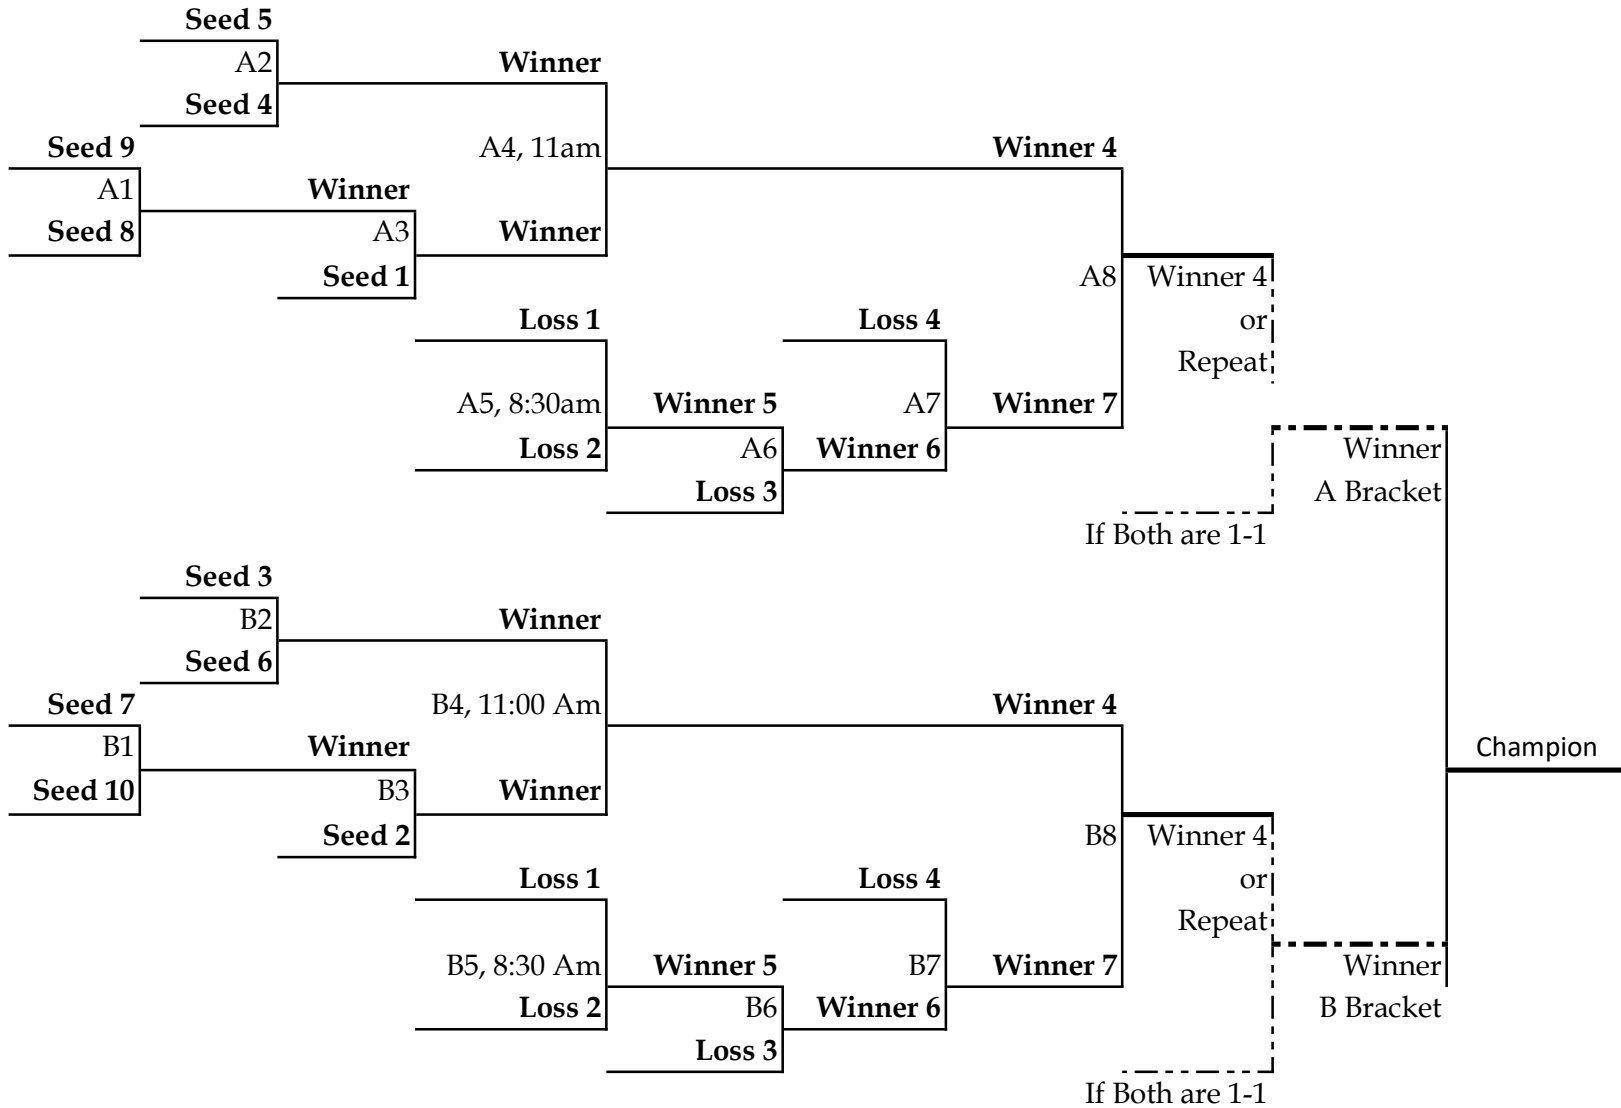 Seed 5
A2
Winner
Seed 4
Seed 9
A4, 11am
Winner 4
A1
Winner
Seed 8
A3
Winner
Seed 1
A8
Winner 4
Loss 1
Loss 4
or
Repeat
A5, 8:30am
Winner 5
A7
Winner 7
Loss 2
A6
Winner 6
Winner
Loss 3
A Bracket
If Both are 1-1
Seed 3
B2
Winner
Seed 6
Seed 7
B4, 11:00 Am
Winner 4
B1
Winner
Champion
Seed 10
B3
Winner
Seed 2
B8
Winner 4
Loss 1
Loss 4
or
Repeat
B5, 8:30 Am
Winner 5
B7
Winner 7
Winner
Loss 2
B6
Winner 6
B Bracket
Loss 3
If Both are 1-1